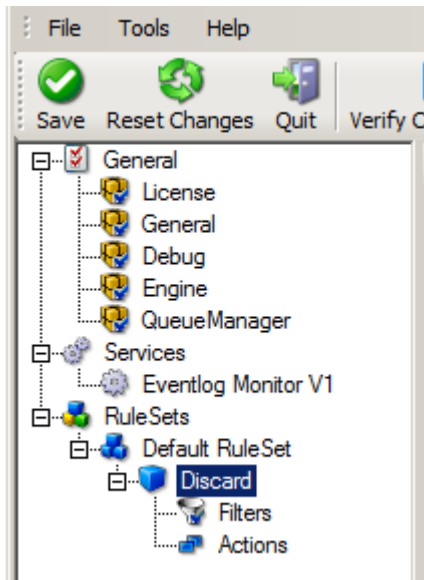 File Tools Help
Save Reset Changes Quit Verify C
General
License
General
Debug
Engine
QueueManager
Services
Eventlog Monitor V1
RuleSets
Default RuleSet
Discard
Filters
Actions